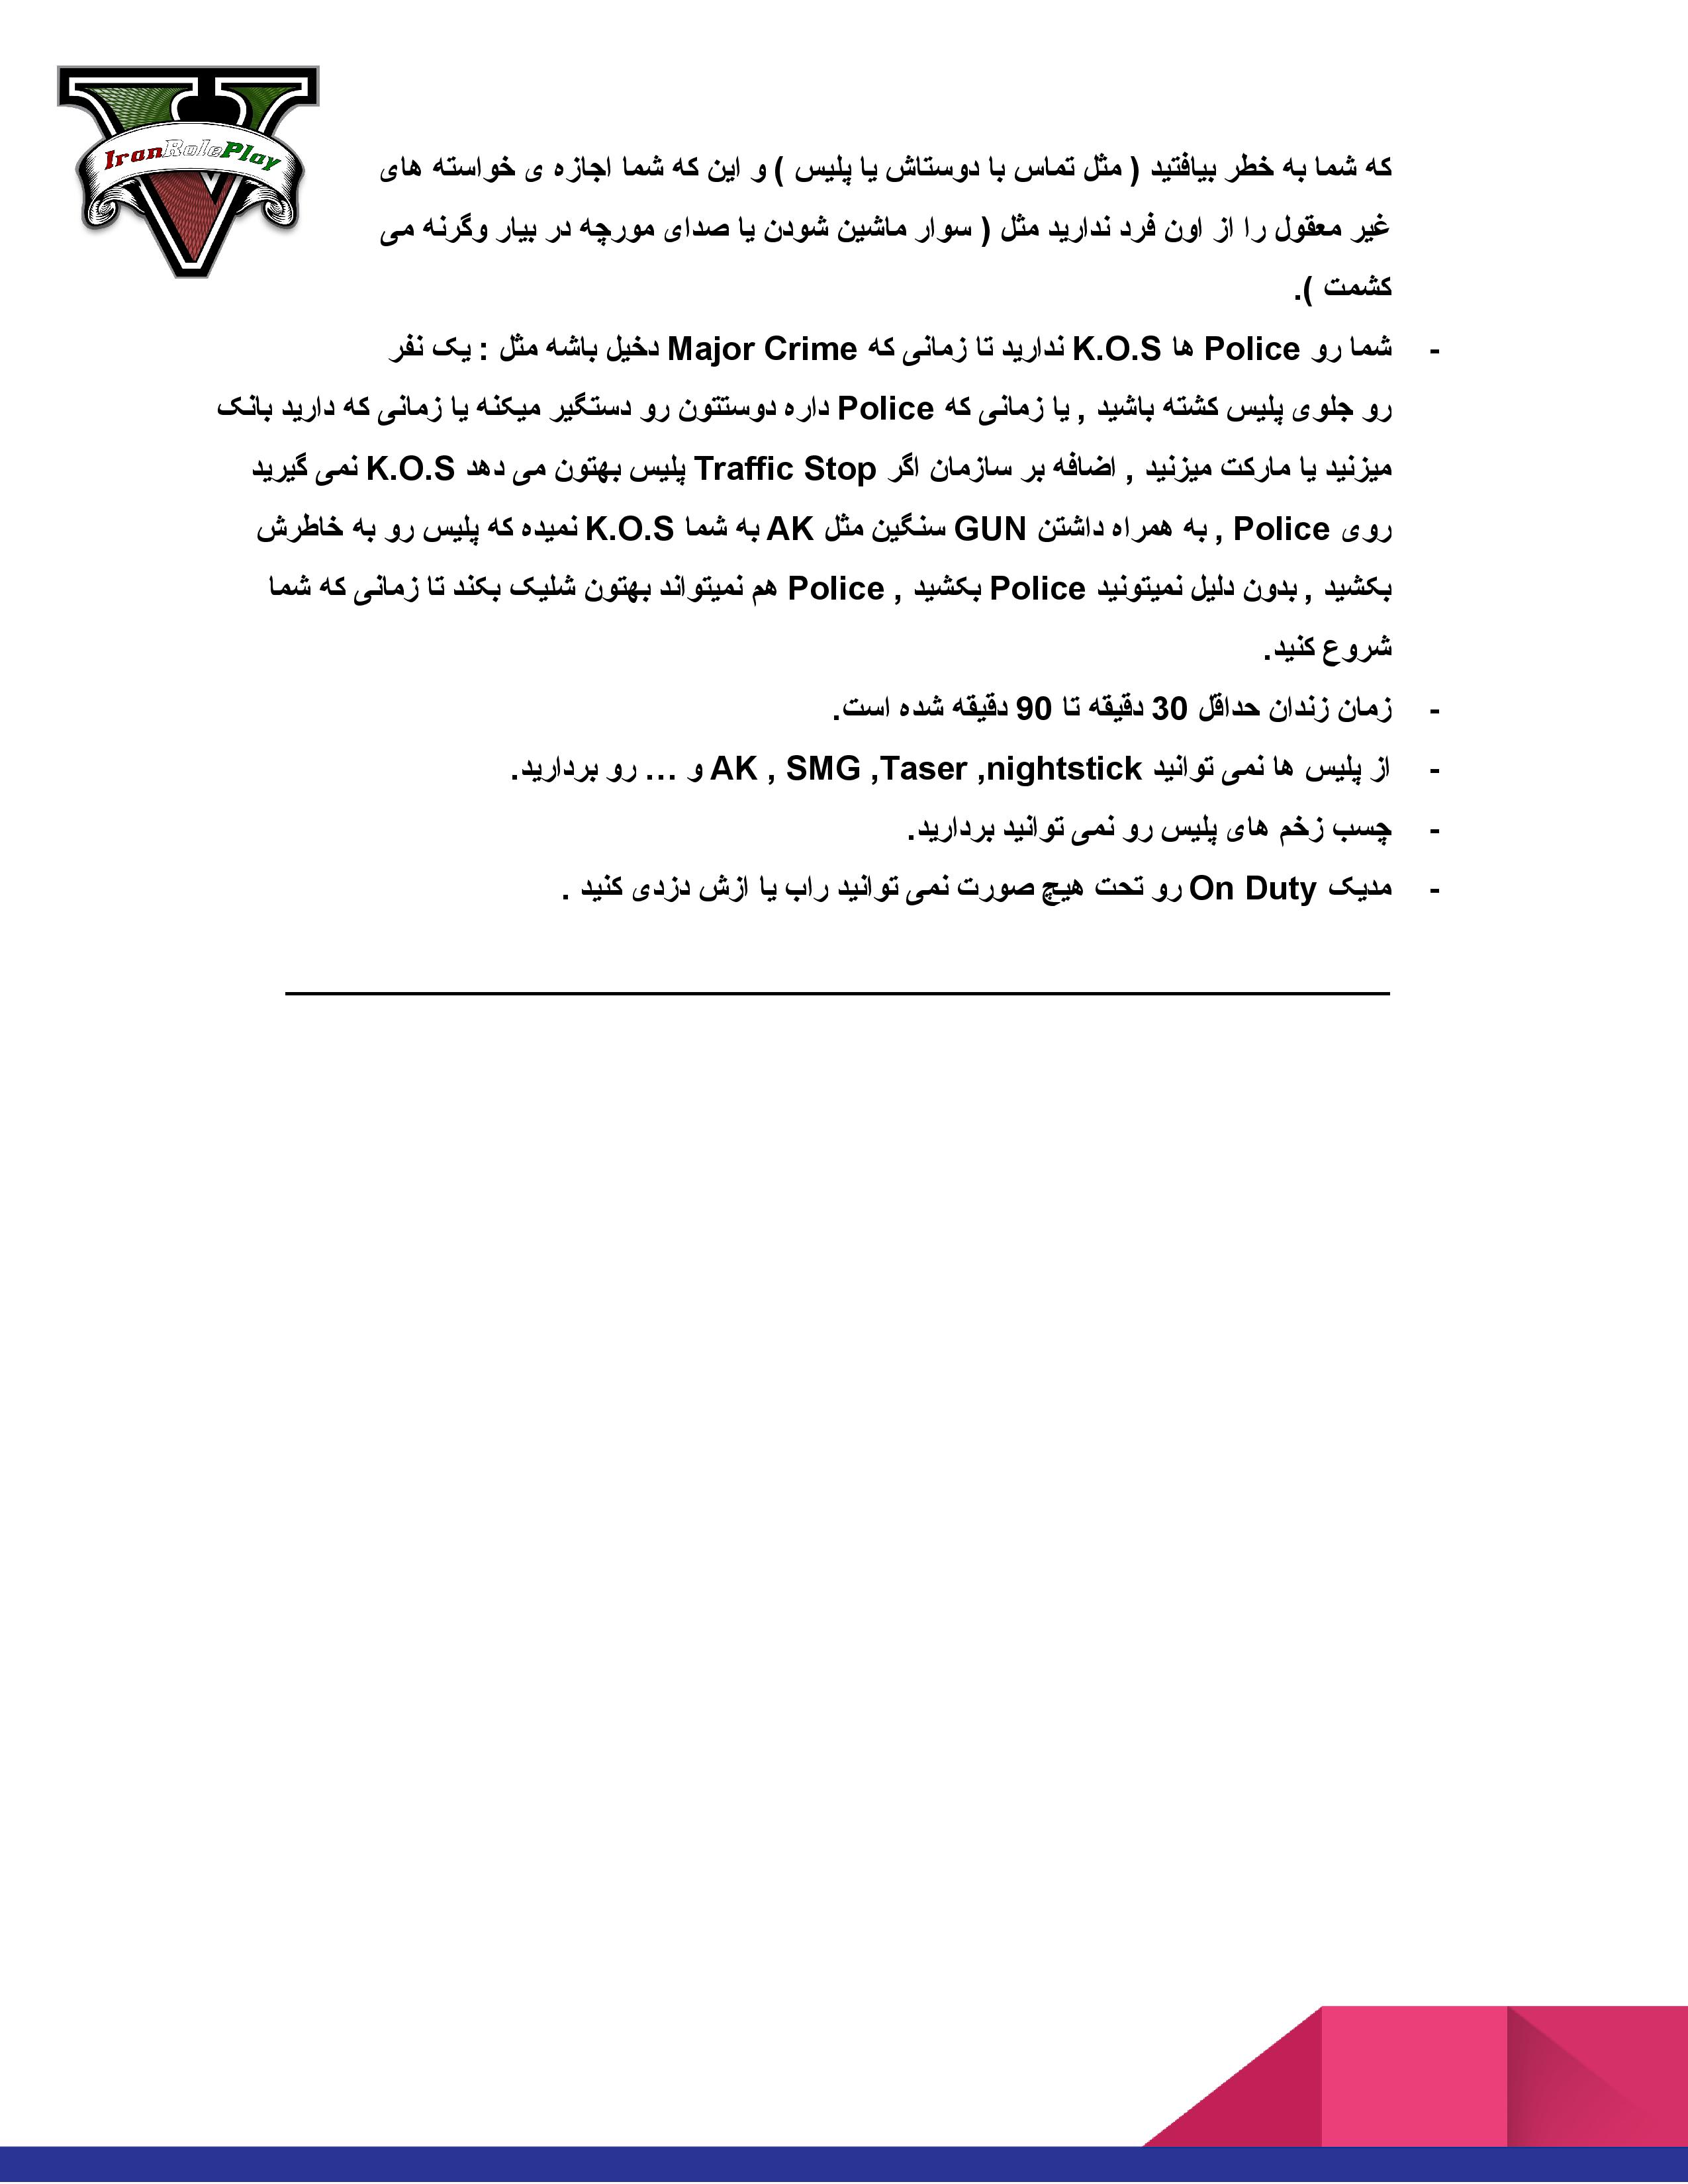 IranRolePlay
که شما به خطر بیافتید ( مثل تماس با دوستاش یا پلیس ) و این که شما اجازه ی خواسته های
غیر معقول را از اون فرد ندارید مثل ( سوار ماشین شودن یا صدای مورچه در بیار وگرنه می
کشمت ).
- شما رو Police ها K.O.S ندارید تا زمانی که Major Crime دخیل باشه مثل : یک نفر
رو جلوی پلیس کشته باشید , یا زمانی که Police داره دوستتون رو دستگیر میکنه یا زمانی که دارید بانک
میزنید یا مارکت میزنید , اضافه بر سازمان اگر Traffic Stop پلیس بهتون می دهد K.O.S نمی گیرید
روی Police , به همراه داشتن GUN سنگین مثل AK به شما K.O.S نمیده که پلیس رو به خاطرش
بکشید , بدون دلیل نمیتونید Police بکشید , Police هم نمیتواند بهتون شلیک بکند تا زمانی که شما
شروع کنید.
- زمان زندان حداقل 30 دقیقه تا 90 دقیقه شده است.
- از پلیس ها نمی توانید AK , SMG ,Taser ,nightstick و ... رو بردارید.
- چسب زخم های پلیس رو نمی توانید بردارید.
- مدیک On Duty رو تحت هیچ صورت نمی توانید راب یا ازش دزدی کنید .